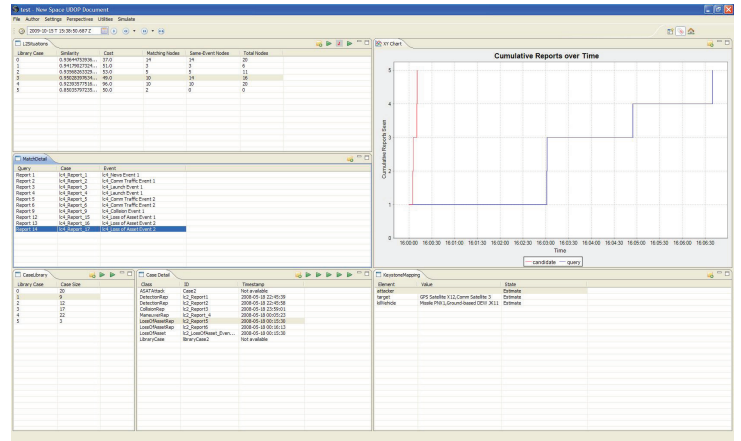 test - New Space UDOP Document
File Author Settings Perspectives Utilities Simulate
2009-10-15 T 15:38:50.687 Z
LZSituations
Library Case Similarity Cost Matching Nodes Same-Event Nodes Total Nodes
0 37.0 14 14 20
1 51.0 3 3 6
2 53.0 5 5 11
3 49.0 10 14 16
4 96.0 10 10 20
5 50.0 2 0 0
MatchDetail
Query Case Event
Report 1 lc4_Report_1 lc4_News Event 1
Report 2 lc4_Report_2 lc4_Comm Traffic Event 1
Report 3 lc4_Report_3 lc4_Launch Event 1
Report 4 lc4_Report_4 lc4_Launch Event 1
Report 5 lc4_Report_5 lc4_Comm Traffic Event 2
Report 6 lc4_Report_6 lc4_Comm Traffic Event 2
Report 9 lc4_Report_9 lc4_Collision Event 1
Report 12 lc4_Report_15 lc4_Loss of Asset Event 1
Report 13 lc4_Report_16 lc4_Loss of Asset Event 2
Report 14 lc4_Report_17 lc4_Loss of Asset Event 2
XY Chart
Cumulative Reports over Time
Cumulative Reports Seen
5
4
3
2
1
0
16:00:00 16:00:30 16:01:00 16:01:30 16:02:00 16:02:30 16:03:00 16:03:30 16:04:00 16:04:30 16:05:00 16:05:30 16:06:00 16:06:30
Time
candidate query
CaseLibrary
Library Case Case Size
0 20
1 9
2 12
3 17
4 22
5 3
Case Detail
Class ID Timestamp
ASATAttack Case2 Not available
DetectionRep lc2_Report1 2008-05-18 22:45:39
DetectionRep lc2_Report2 2008-05-18 22:45:58
CollisionRep lc2_Report3 2008-05-18 23:59:01
ManeuverRep lc2_Report_4 2008-05-18 00:05:23
LossOfAssetRep lc2_Report5 2008-05-18 00:15:30
LossOfAssetRep lc2_Report6 2008-05-18 00:16:13
LossOfAsset lc2_LossOfAsset_Even... 2008-05-18 00:15:30
LibraryCase libraryCase2 Not available
KeystoneMapping
Element Value State
attacker Estimate
target GPS Satellite X12,Comm Satellite 3 Estimate
killVehicle Missile PNX1,Ground-based DEW JK11 Estimate